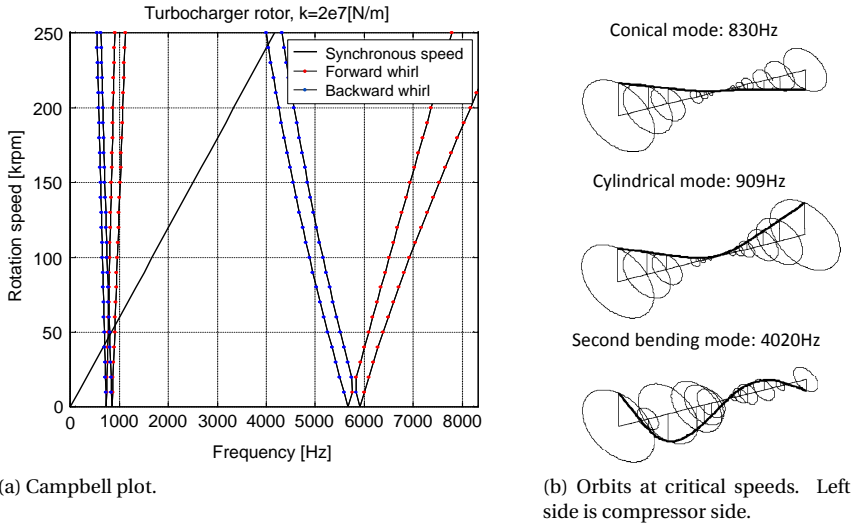 Turbocharger rotor, k=2e7[N/m]
250
200
150
100
50
0
Rotation speed [krpm]
Synchronous speed
Forward whirl
Backward whirl
0 1000 2000 3000 4000 5000 6000 7000 8000
Frequency [Hz]
(a) Campbell plot.
Conical mode: 830Hz
Cylindrical mode: 909Hz
Second bending mode: 4020Hz
(b) Orbits at critical speeds. Left
side is compressor side.